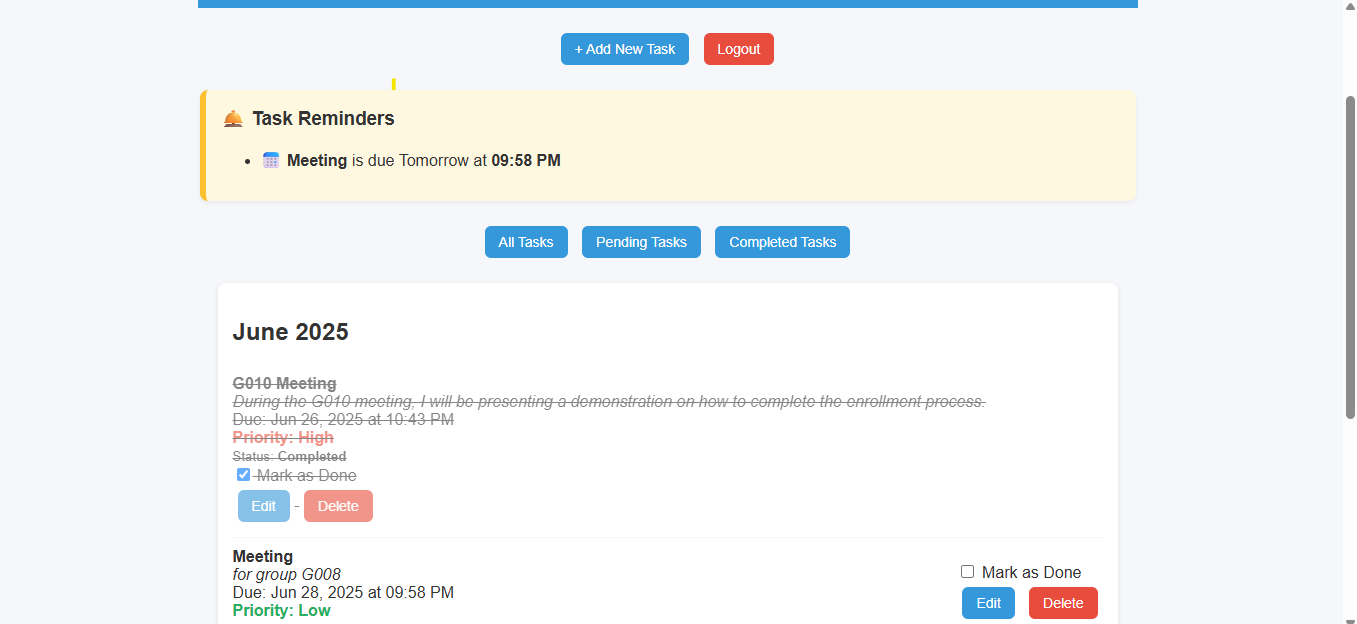 + Add New Task
Logout
Task Reminders
Meeting is due Tomorrow at 09:58 PM
All Tasks
Pending Tasks
Completed Tasks
June 2025
G010 Meeting
During the G010 meeting, I will be presenting a demonstration on how to complete the enrollment process.
Due: Jun 26, 2025 at 10:43 PM
Priority: High
Status: Completed
Mark as Done
Edit - Delete
Meeting
for group G008
Due: Jun 28, 2025 at 09:58 PM
Priority: Low
Mark as Done
Edit
Delete